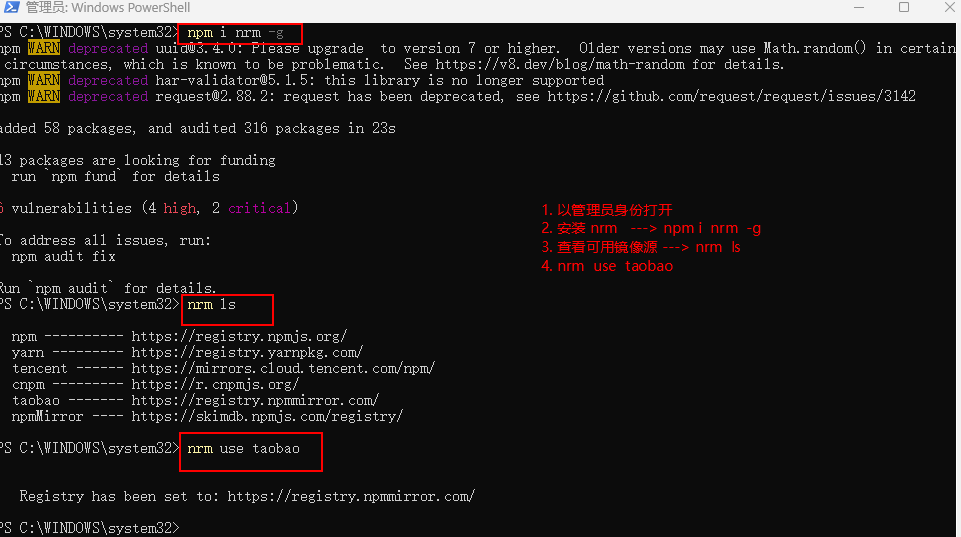 管理员: Windows PowerShell
PS C:\WINDOWS\system32> npm i nrm -g
npm WARN deprecated uuid@3.4.0: Please upgrade  to version 7 or higher.  Older versions may use Math.random() in certain
circumstances, which is known to be problematic.  See https://v8.dev/blog/math-random for details.
npm WARN deprecated har-validator@5.1.5: this library is no longer supported
npm WARN deprecated request@2.88.2: request has been deprecated, see https://github.com/request/request/issues/3142
added 58 packages, and audited 316 packages in 23s
13 packages are looking for funding
run `npm fund` for details
6 vulnerabilities (4 high, 2 critical)
To address all issues, run:
npm audit fix
Run `npm audit` for details.
1. 以管理员身份打开
2. 安装 nrm ---> npm i nrm -g
3. 查看可用镜像源 ---> nrm ls
4. nrm use taobao
PS C:\WINDOWS\system32> nrm ls
npm ---------- https://registry.npmjs.org/
yarn --------- https://registry.yarnpkg.com/
tencent ------ https://mirrors.cloud.tencent.com/npm/
cnpm --------- https://r.cnpmjs.org/
taobao ------- https://registry.npmmirror.com/
npmMirror ---- https://skimdb.npmjs.com/registry/
PS C:\WINDOWS\system32> nrm use taobao
Registry has been set to: https://registry.npmmirror.com/
PS C:\WINDOWS\system32>